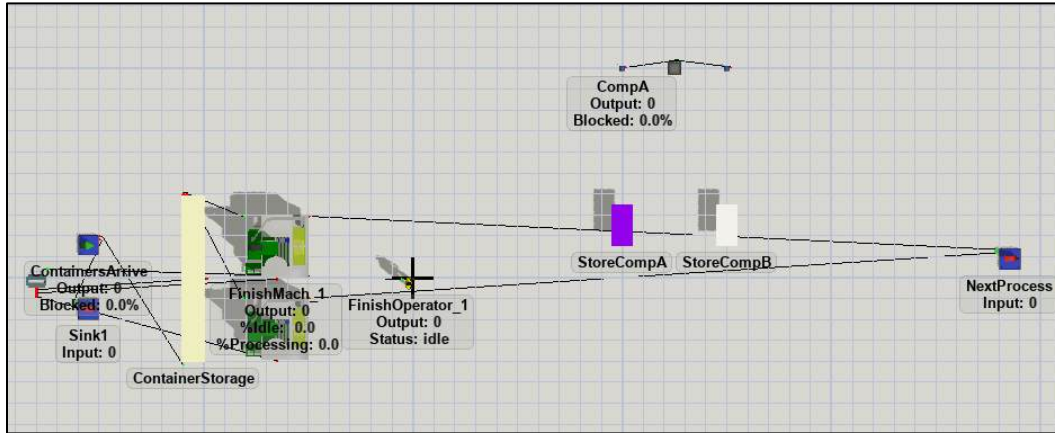 CompA
Output: 0
Blocked: 0.0%
StoreCompA
StoreCompB
ContainersArrive
Output: 0
Blocked: 0.0%
FinishMach_1
Output: 0
%Idle: 0.0
%Processing: 0.0
FinishOperator_1
Output: 0
Status: idle
NextProcess
Input: 0
Sink1
Input: 0
ContainerStorage